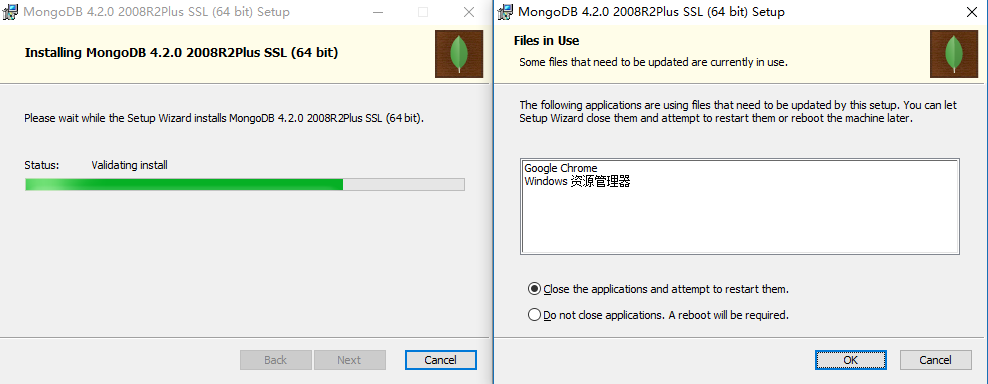 MongoDB 4.2.0 2008R2Plus SSL (64 bit) Setup
Installing MongoDB 4.2.0 2008R2Plus SSL (64 bit)
Please wait while the Setup Wizard installs MongoDB 4.2.0 2008R2Plus SSL (64 bit).
Status: Validating install
Back Next Cancel
MongoDB 4.2.0 2008R2Plus SSL (64 bit) Setup
Files in Use
Some files that need to be updated are currently in use.
The following applications are using files that need to be updated by this setup. You can let
Setup Wizard close them and attempt to restart them or reboot the machine later.
Google Chrome
Windows 资源管理器
Close the applications and attempt to restart them.
Do not close applications. A reboot will be required.
OK Cancel